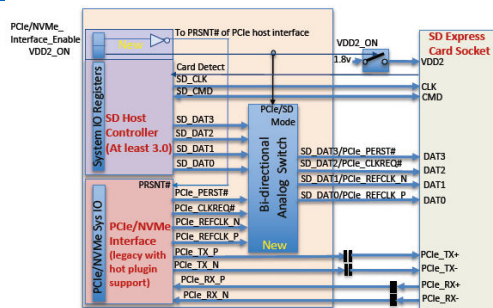 PCIe/NVMe_
Interface_Enable
VDD2_ON
New
To PRSNT# of PCIe host interface
VDD2_ON
1.8v
SD Express
Card Socket
VDD2
System IO Registers
Card Detect
SD_CLK
SD_CMD
CLK
CMD
SD Host
Controller
(At least 3.0)
PCIe/SD
Mode
SD_DAT3
SD_DAT2
SD_DAT1
SD_DAT0
Bi-directional
Analog Switch
New
SD_DAT3/PCIe_PERST#
SD_DAT2/PCIe_CLKREQ#
SD_DAT1/PCIe_REFCLK_N
SD_DAT0/PCIe_REFCLK_P
DAT3
DAT2
DAT1
DAT0
PRSNT#
PCIe/NVMe Sys IO
PCIe/NVMe
Interface
(legacy with
hot plugin
support)
PCIe_PERST#
PCIe_CLKREQ#
PCIe_REFCLK_N
PCIe_REFCLK_P
PCIe_TX_P
PCIe_TX_N
PCIe_RX_P
PCIe_RX_N
PCIe_TX+
PCIe_TX-
PCIe_RX+
PCIe_RX-